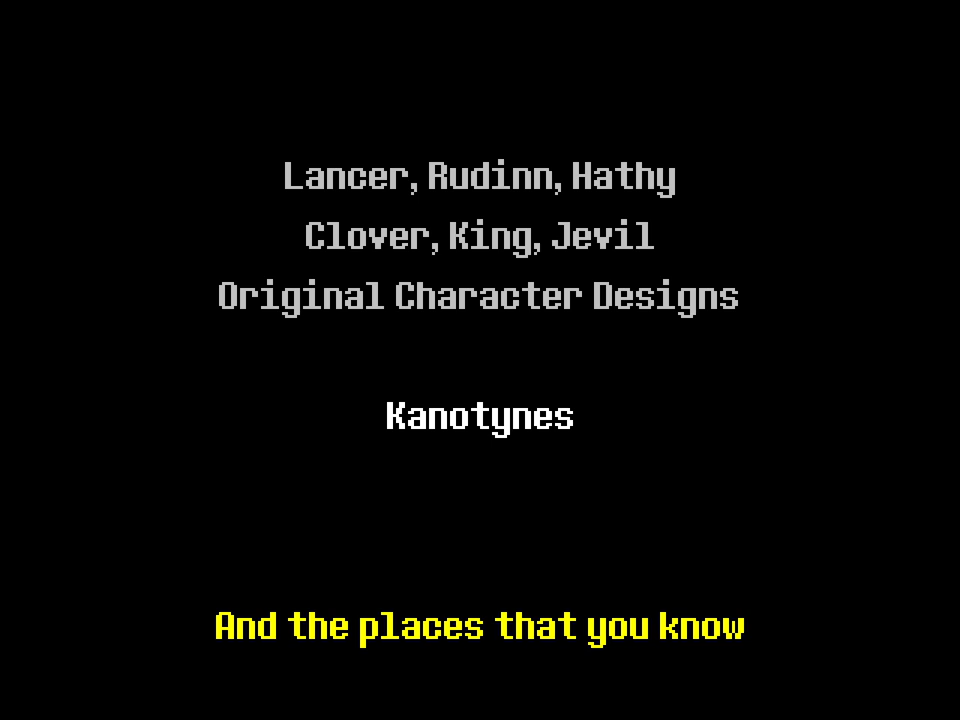 Lancer, Rudinn, Hathy
Clover, King, Jevil
Original Character Designs
Kanotynes
And the places that you know